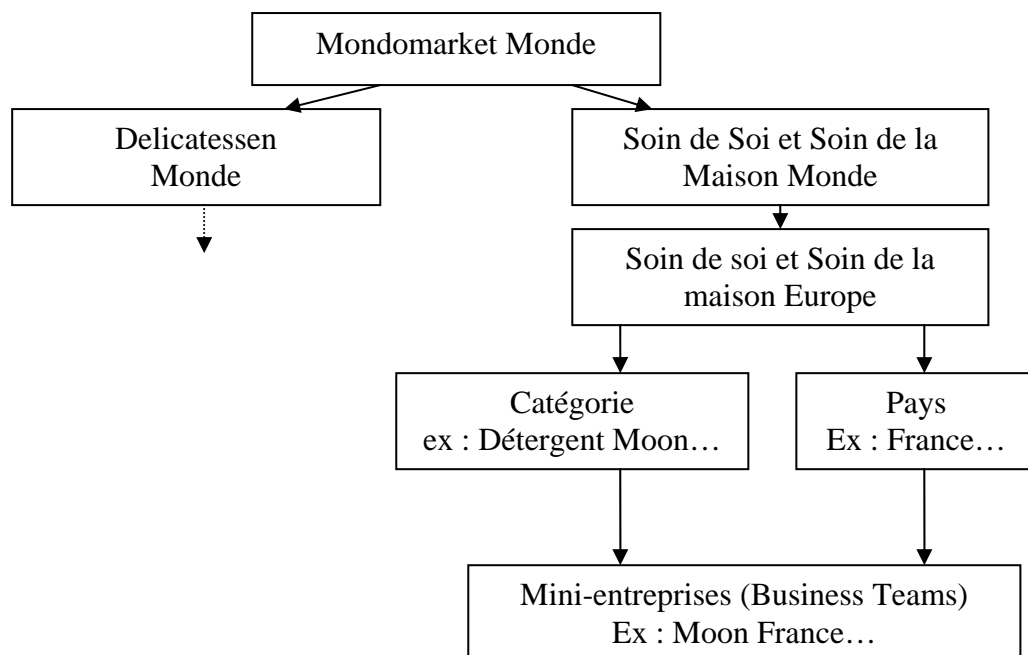 Mondomarket Monde
Delicatessen
Monde
Soin de Soi et Soin de la
Maison Monde
Soin de soi et Soin de la
maison Europe
Catégorie
ex : Détergent Moon…
Pays
Ex : France…
Mini-entreprises (Business Teams)
Ex : Moon France…